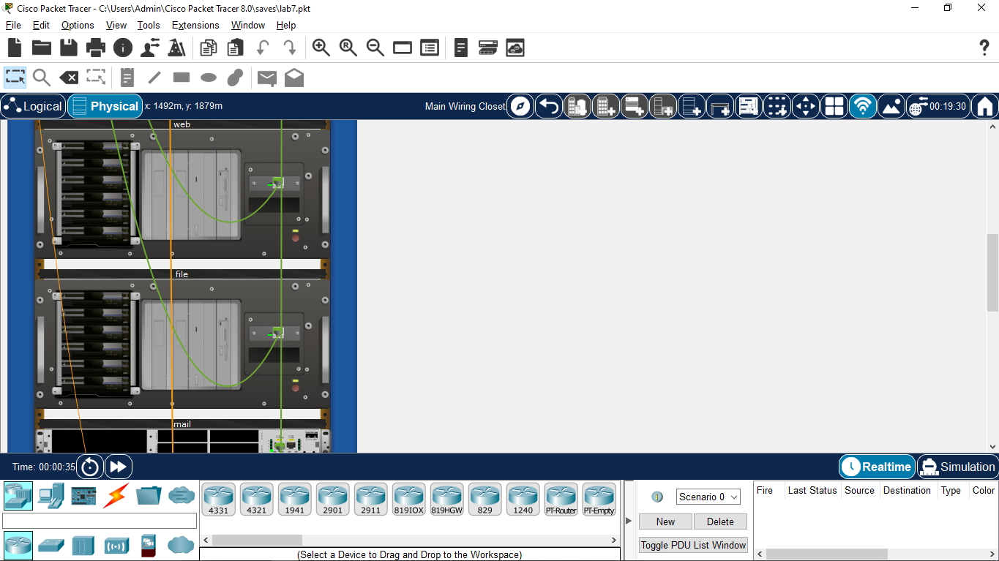 Cisco Packet Tracer - C:\Users\Admin\Cisco Packet Tracer 8.0\saves\lab7.pkt
File Edit Options View Tools Extensions Window Help
Logical Physical x: 1492m, y: 1879m Main Wiring Closet 00:19:30
web
file
mail
Time: 00:00:35 Realtime Simulation
4331 4321 1941 2901 2911 819IOX 819HGW 829 1240 PT-Router PT-Empty
(Select a Device to Drag and Drop to the Workspace)
Scenario 0
New Delete
Toggle PDU List Window
Fire Last Status Source Destination Type Color